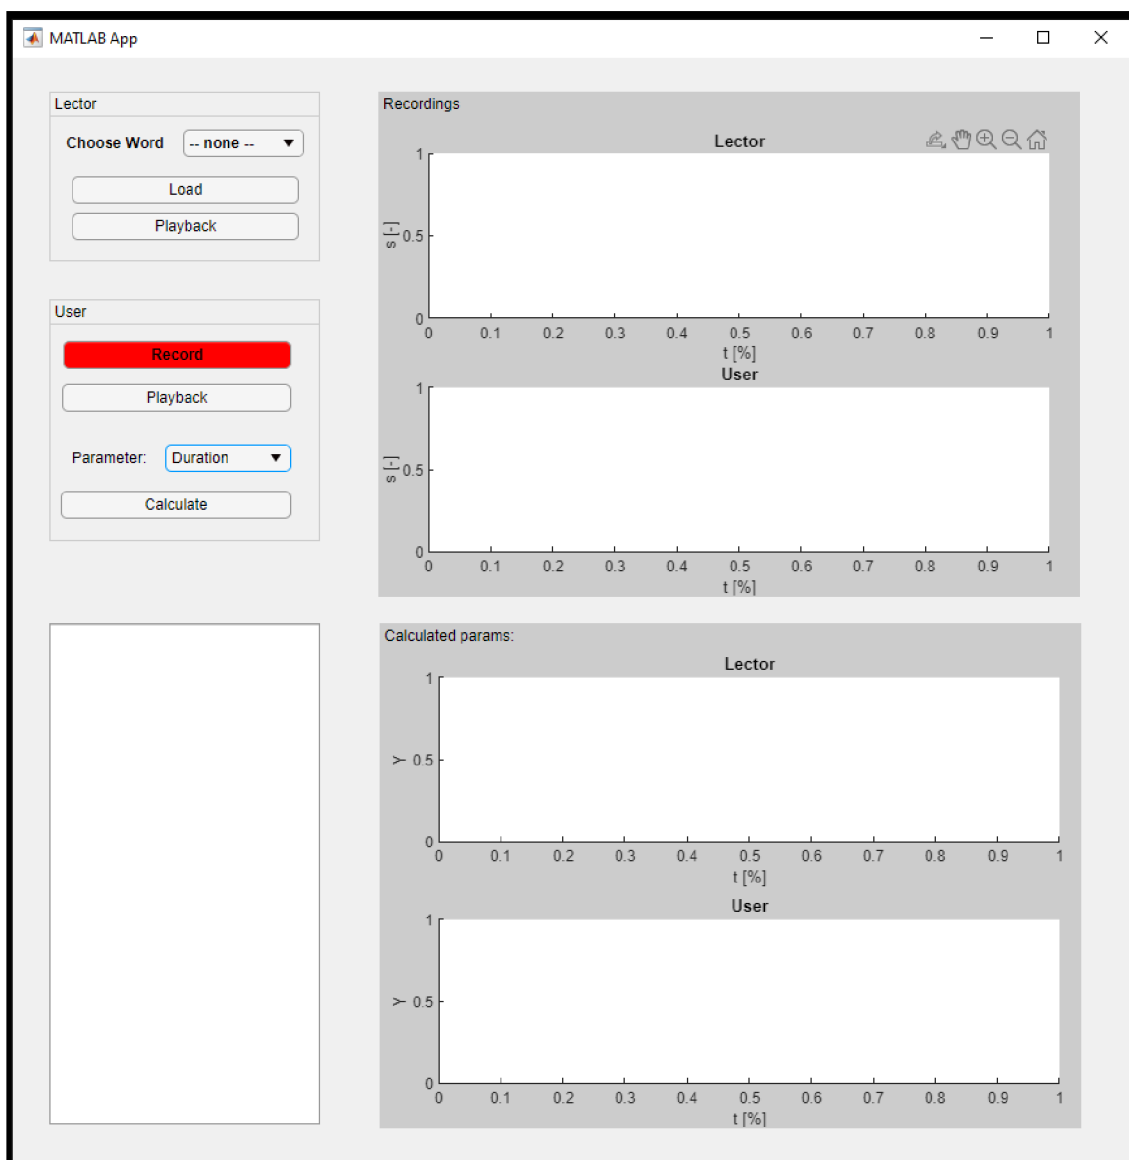 MATLAB App
Lector
Choose Word -- none --
Load
Playback
User
Record
Playback
Parameter: Duration
Calculate
Recordings
Lector
1
0.5
0
s [-]
0 0.1 0.2 0.3 0.4 0.5 0.6 0.7 0.8 0.9 1
t [%]
User
1
0.5
0
s [-]
0 0.1 0.2 0.3 0.4 0.5 0.6 0.7 0.8 0.9 1
t [%]
Calculated params:
Lector
1
0.5
0
Y
0 0.1 0.2 0.3 0.4 0.5 0.6 0.7 0.8 0.9 1
t [%]
User
1
0.5
0
Y
0 0.1 0.2 0.3 0.4 0.5 0.6 0.7 0.8 0.9 1
t [%]